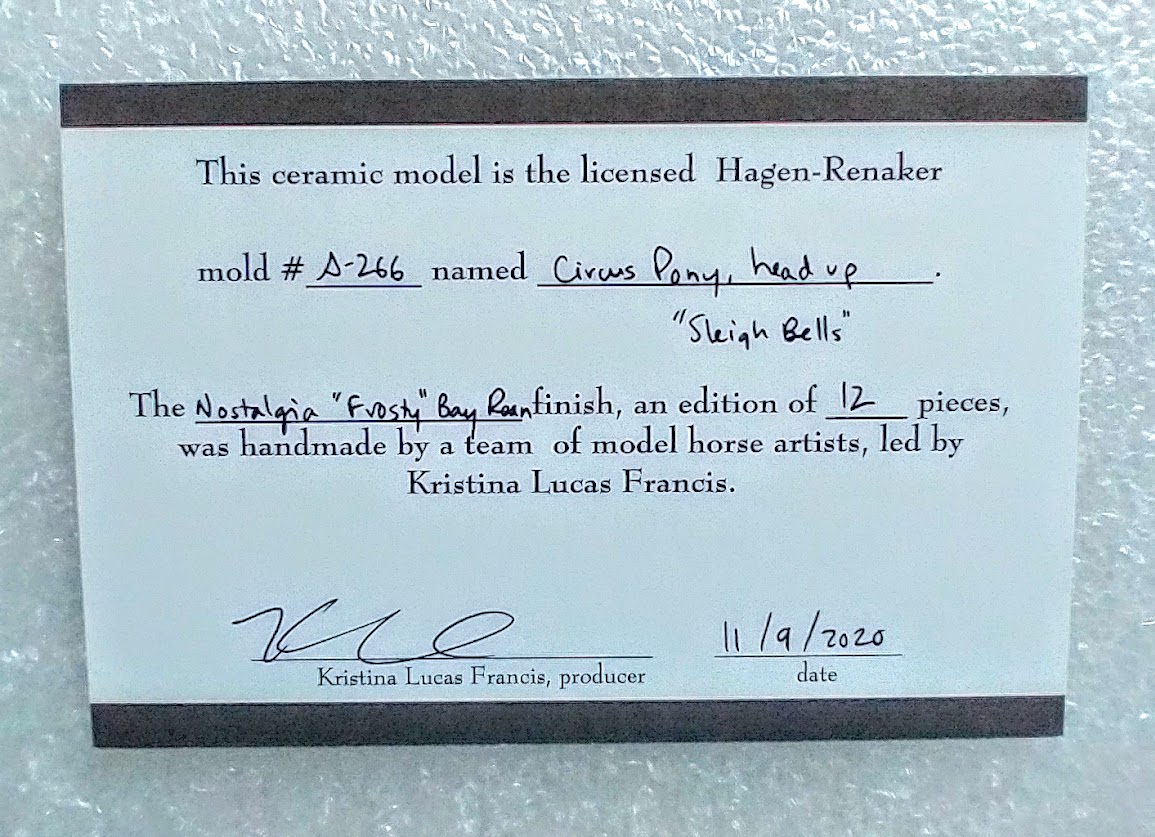 This ceramic model is the licensed Hagen-Renaker
mold # A-266 named Circus Pony, head up.
"Sleigh Bells"
The Nostalgia "Frosty" Bay Roan finish, an edition of 12 pieces,
was handmade by a team of model horse artists, led by
Kristina Lucas Francis.
11/9/2020
Kristina Lucas Francis, producer date